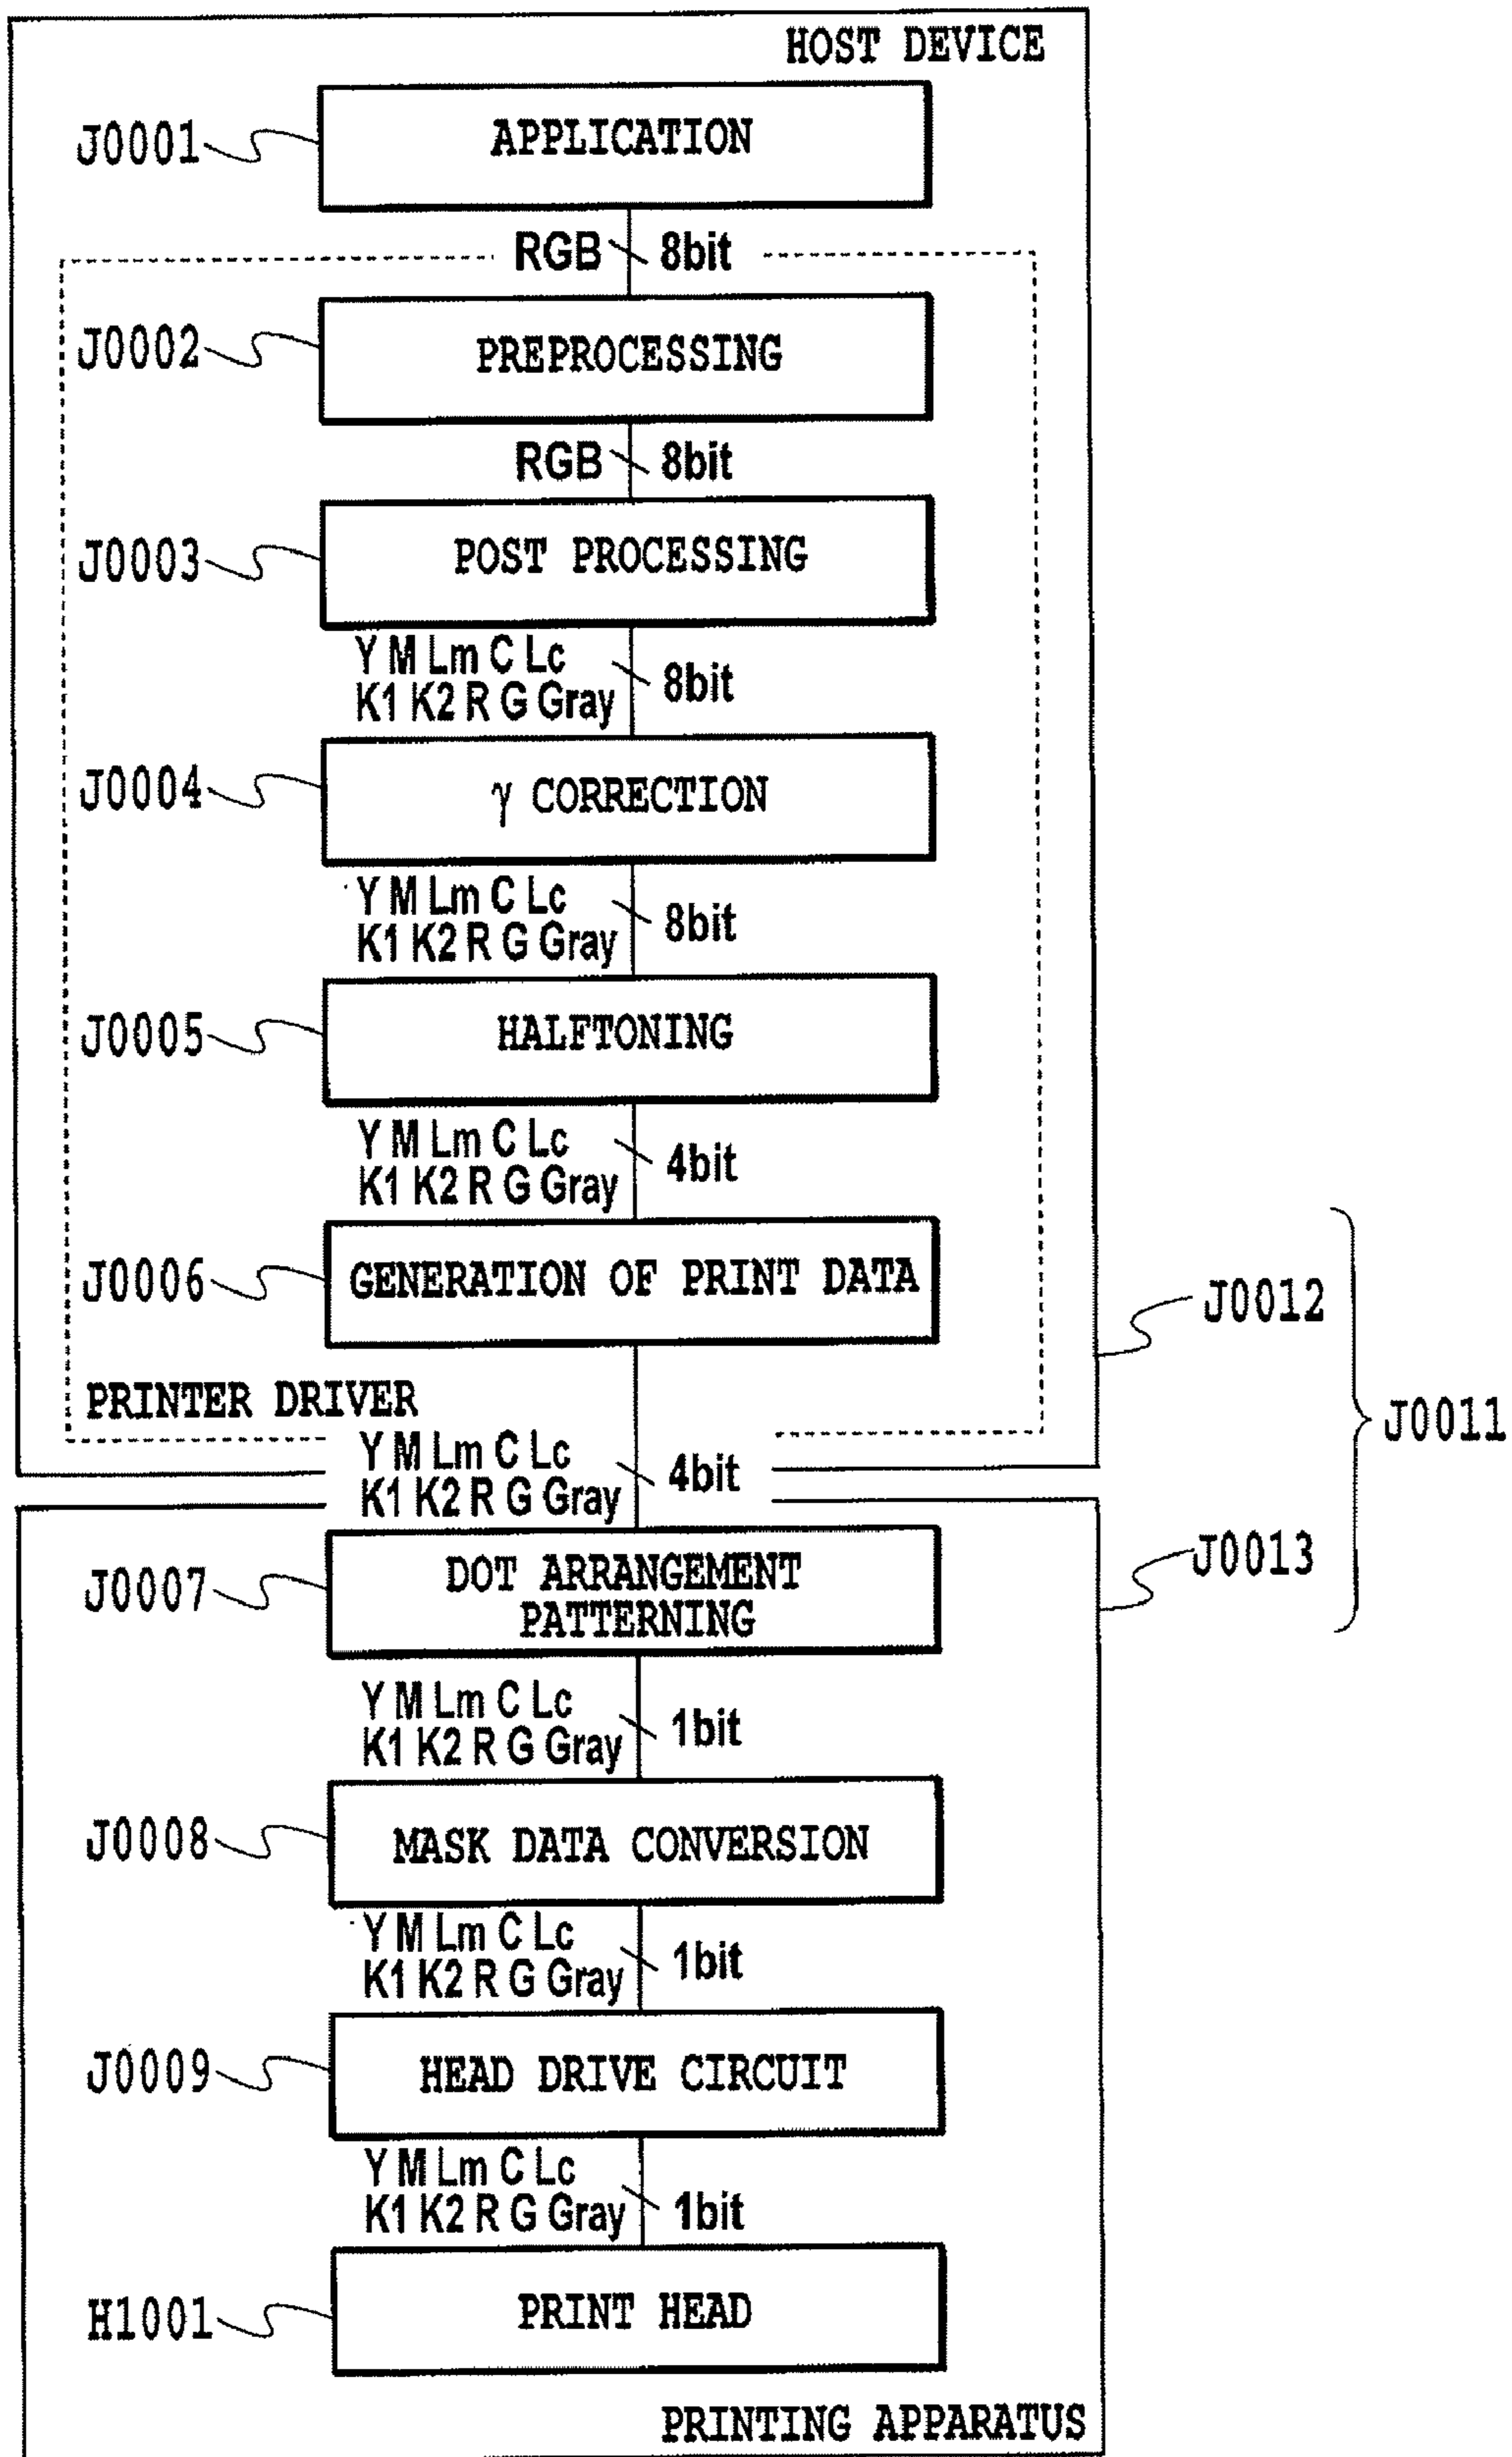 HOST DEVICE
J0001
APPLICATION
RGB 8bit
J0002
PREPROCESSING
RGB 8bit
J0003
POST PROCESSING
Y M Lm C Lc
K1 K2 R G Gray
8bit
J0004
γ CORRECTION
Y M Lm C Lc
K1 K2 R G Gray
8bit
J0005
HALFTONING
Y M Lm C Lc
K1 K2 R G Gray
4bit
J0006
GENERATION OF PRINT DATA
J0012
PRINTER DRIVER
J0011
Y M Lm C Lc
K1 K2 R G Gray
4bit
J0013
J0007
DOT ARRANGEMENT
PATTERNING
Y M Lm C Lc
K1 K2 R G Gray
1bit
J0008
MASK DATA CONVERSION
Y M Lm C Lc
K1 K2 R G Gray
1bit
J0009
HEAD DRIVE CIRCUIT
Y M Lm C Lc
K1 K2 R G Gray
1bit
H1001
PRINT HEAD
PRINTING APPARATUS